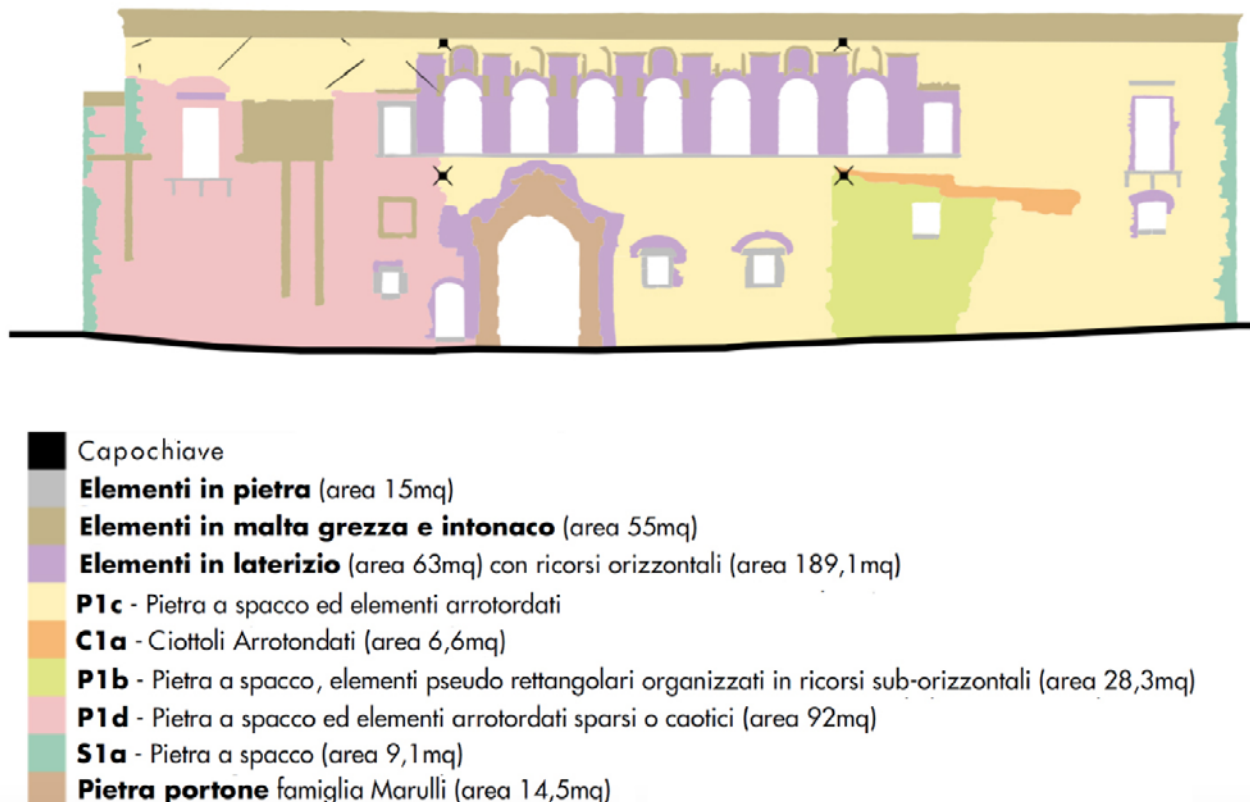 Capochiave
Elementi in pietra (area 15mq)
Elementi in malta grezza e intonaco (area 55mq)
Elementi in laterizio (area 63mq) con ricorsi orizzontali (area 189,1mq)
P1c - Pietra a spacco ed elementi arrotordati
C1a - Ciottoli Arrotondati (area 6,6mq)
P1b - Pietra a spacco, elementi pseudo rettangolari organizzati in ricorsi sub-orizzontali (area 28,3mq)
P1d - Pietra a spacco ed elementi arrotordati sparsi o caotici (area 92mq)
S1a - Pietra a spacco (area 9,1mq)
Pietra portone famiglia Marulli (area 14,5mq)